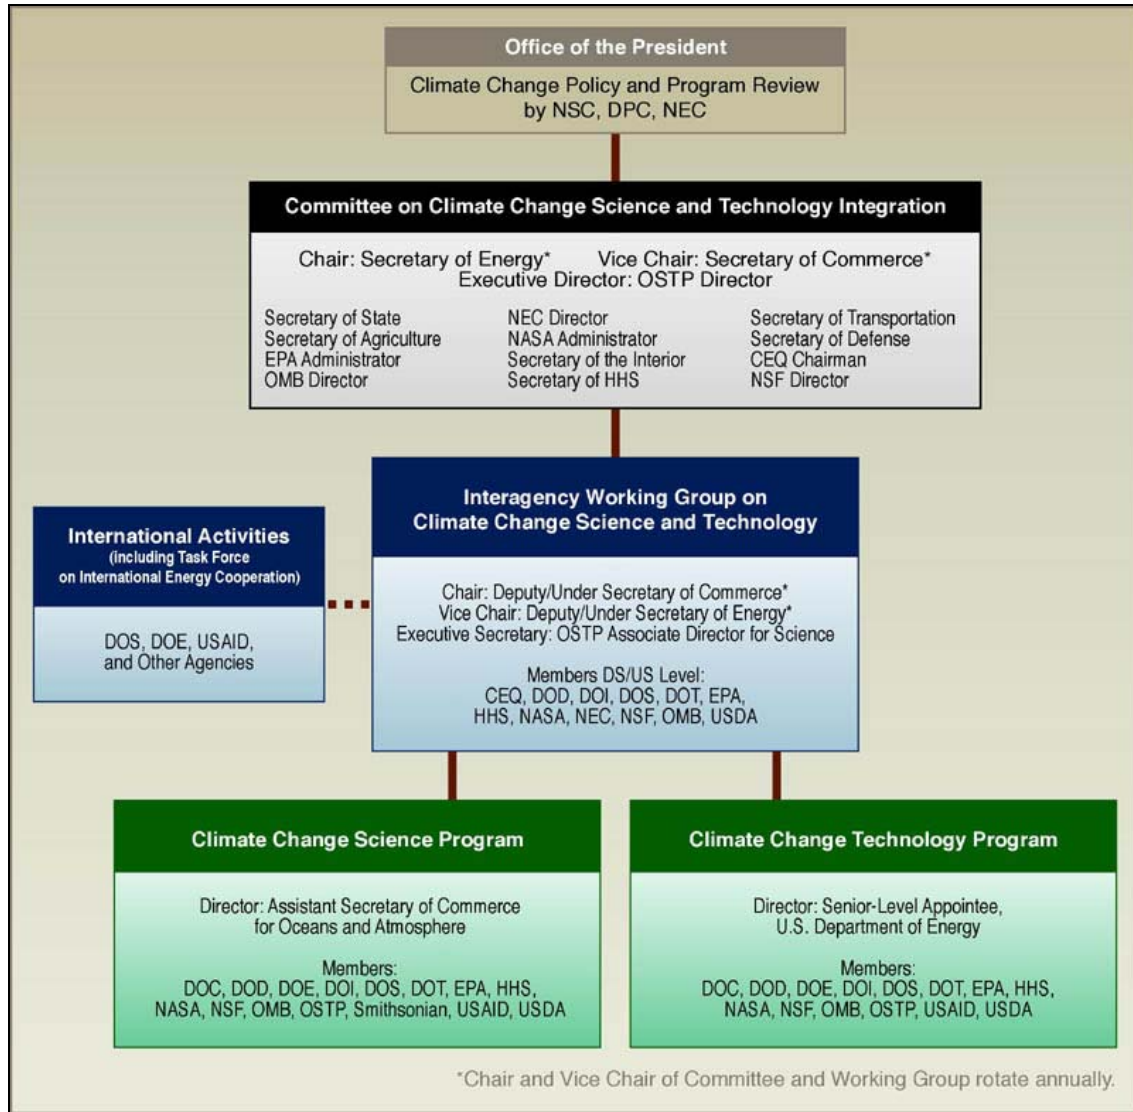 Office of the President
Climate Change Policy and Program Review
by NSC, DPC, NEC
Committee on Climate Change Science and Technology Integration
Chair: Secretary of Energy* Vice Chair: Secretary of Commerce*
Executive Director: OSTP Director
Secretary of State NEC Director Secretary of Transportation
Secretary of Agriculture NASA Administrator Secretary of Defense
EPA Administrator Secretary of the Interior CEQ Chairman
OMB Director Secretary of HHS NSF Director
Interagency Working Group on
Climate Change Science and Technology
Chair: Deputy/Under Secretary of Commerce*
Vice Chair: Deputy/Under Secretary of Energy*
Executive Secretary: OSTP Associate Director for Science
Members DS/US Level:
CEQ, DOD, DOI, DOS, DOT, EPA,
HHS, NASA, NEC, NSF, OMB, USDA
International Activities
(including Task Force
on International Energy Cooperation)
DOS, DOE, USAID,
and Other Agencies
Climate Change Science Program
Director: Assistant Secretary of Commerce
for Oceans and Atmosphere
Members:
DOC, DOD, DOE, DOI, DOS, DOT, EPA, HHS,
NASA, NSF, OMB, OSTP, Smithsonian, USAID, USDA
Climate Change Technology Program
Director: Senior-Level Appointee,
U.S. Department of Energy
Members:
DOC, DOD, DOE, DOI, DOS, DOT, EPA, HHS,
NASA, NSF, OMB, OSTP, USAID, USDA
*Chair and Vice Chair of Committee and Working Group rotate annually.